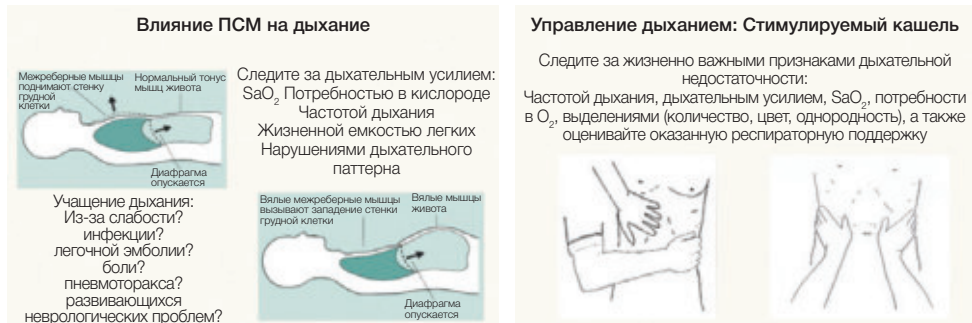 Влияние ПСМ на дыхание
Межреберные мышцы
поднимают стенку
грудной
клетки
Нормальный тонус
мышц живота
Диафрагма
опускается
Следите за дыхательным усилием:
SaO₂ Потребностью в кислороде
Частотой дыхания
Жизненной емкостью легких
Нарушениями дыхательного
паттерна
Учащение дыхания:
Из-за слабости?
инфекции?
легочной эмболии?
боли?
пневмоторакса?
развивающихся
неврологических проблем?
Вялые межреберные мышцы
вызывают западение стенки
грудной клетки
Вялые мышцы
живота
Диафрагма
опускается
Управление дыханием: Стимулируемый кашель
Следите за жизненно важными признаками дыхательной
недостаточности:
Частотой дыхания, дыхательным усилием, SaO₂, потребности
в O₂, выделениями (количество, цвет, однородность), а также
оценивайте оказанную респираторную поддержку